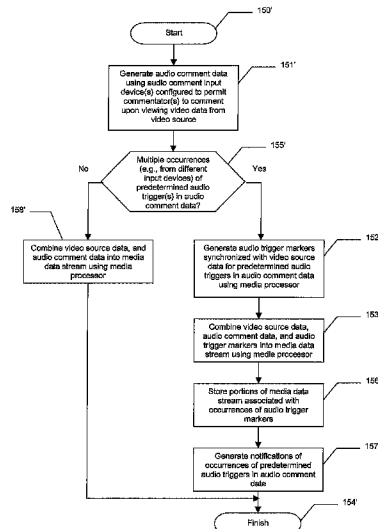 150'
Start
151'
Generate audio comment data
using audio comment input
device(s) configured to permit
commentator(s) to comment
upon viewing video data from
video source
155'
Multiple occurrences
(e.g., from different
input devices) of
predetermined audio
trigger(s) in audio
comment data?
No
Yes
158'
Combine video source data, and
audio comment data into media
data stream using media
processor
152'
Generate audio trigger markers
synchronized with video source
data for predetermined audio
triggers in audio comment data
using media processor
153'
Combine video source data,
audio comment data, and audio
trigger markers into media data
stream using media processor
156'
Store portions of media data
stream associated with
occurrences of audio trigger
markers
157'
Generate notifications of
occurrences of predetermined
audio triggers in audio comment
data
154'
Finish